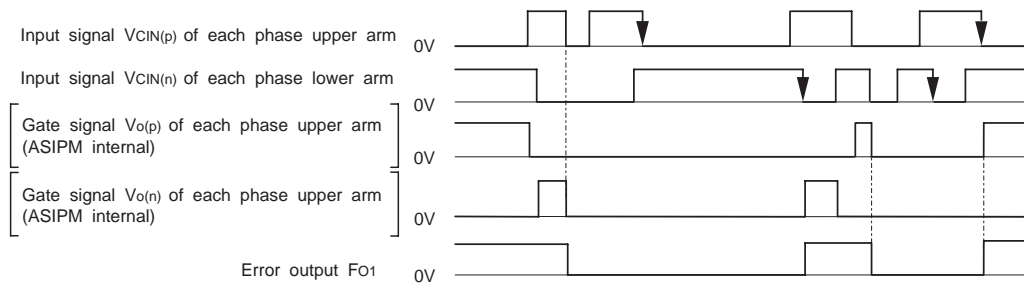 Input signal VCIN(p) of each phase upper arm 0V
Input signal VCIN(n) of each phase lower arm 0V
Gate signal Vo(p) of each phase upper arm
(ASIPM internal) 0V
Gate signal Vo(n) of each phase upper arm
(ASIPM internal) 0V
Error output FO1 0V